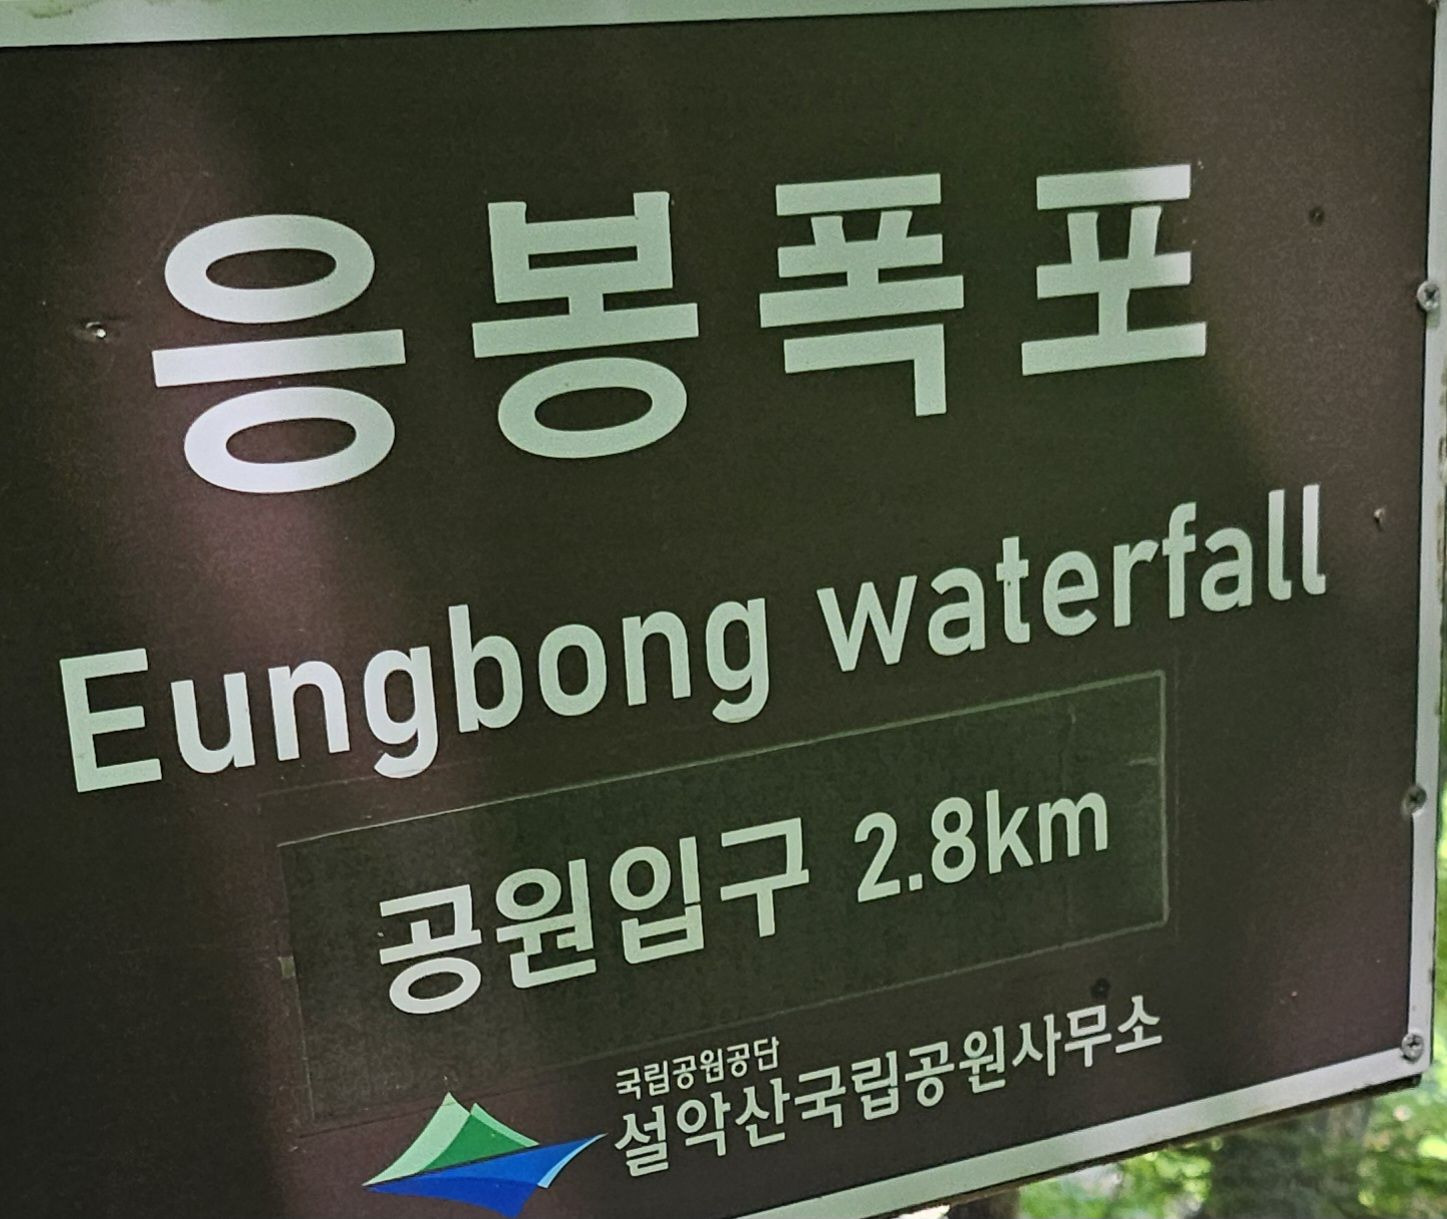 응봉폭포
Eungbong waterfall
공원입구 2.8km
국립공원공단
설악산국립공원사무소